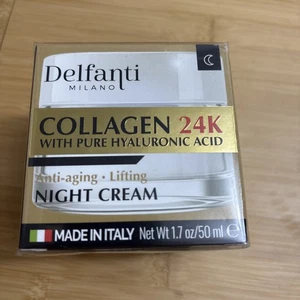 Delfanti
MILANO
COLLAGEN 24K
WITH PURE HYALURONIC ACID
Anti-aging • Lifting
NIGHT CREAM
MADE IN ITALY Net Wt 1.7 oz/50 ml ℮